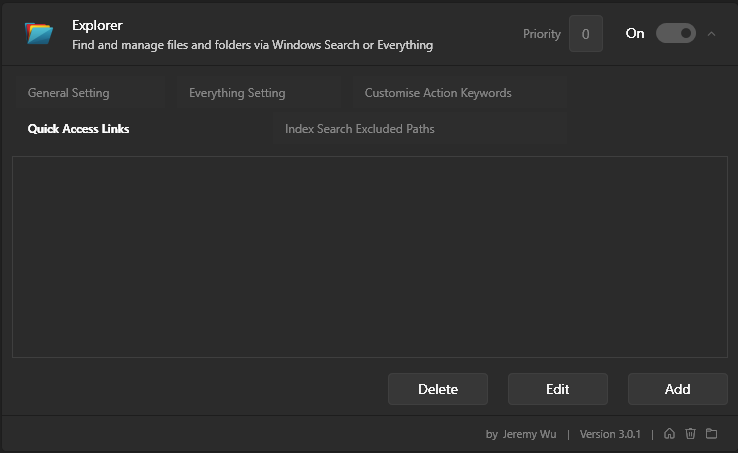 Explorer
Find and manage files and folders via Windows Search or Everything
Priority 0 On
General Setting Everything Setting Customise Action Keywords
Quick Access Links Index Search Excluded Paths
Delete Edit Add
by Jeremy Wu | Version 3.0.1 |